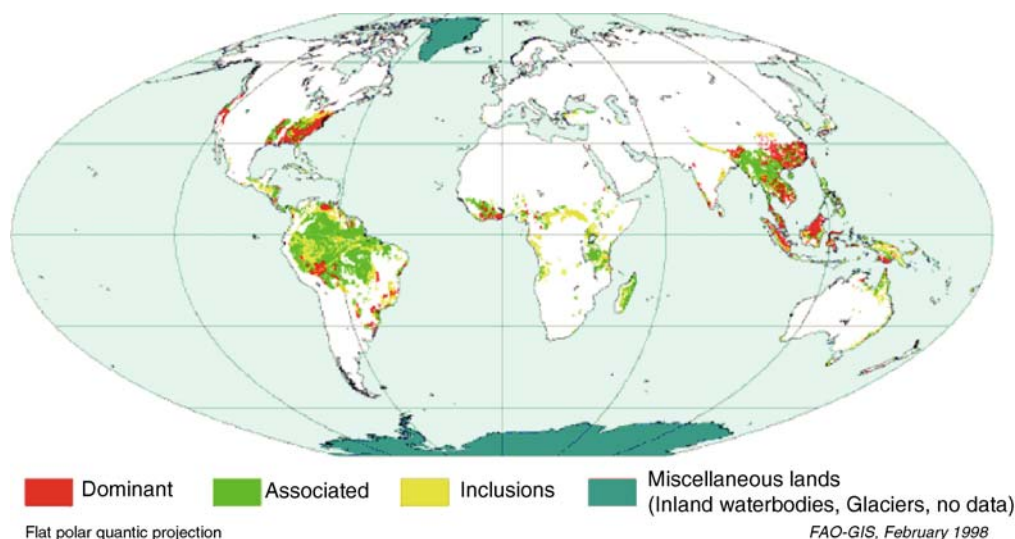 Dominant
Associated
Inclusions
Miscellaneous lands
(Inland waterbodies, Glaciers, no data)
Flat polar quantic projection
FAO-GIS, February 1998